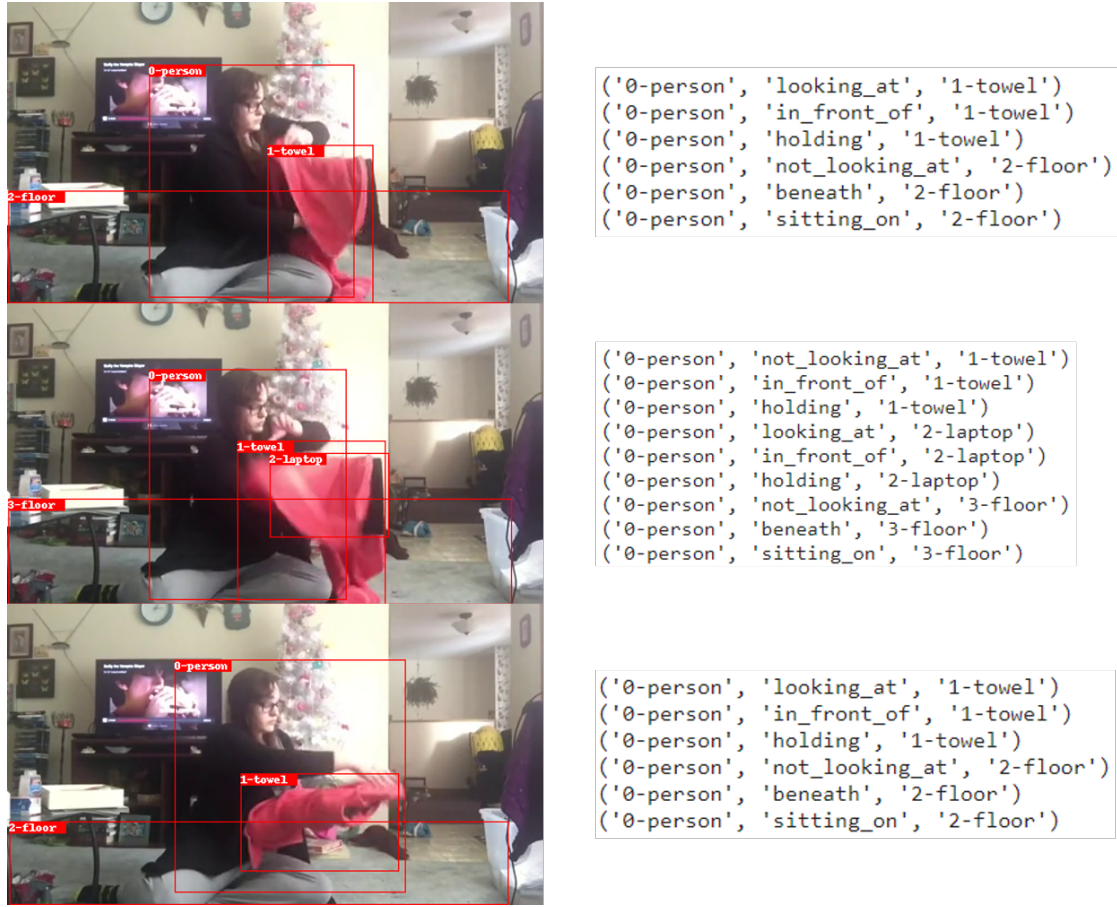 0-person
1-towel
2-floor
('0-person', 'looking_at', '1-towel')
('0-person', 'in_front_of', '1-towel')
('0-person', 'holding', '1-towel')
('0-person', 'not_looking_at', '2-floor')
('0-person', 'beneath', '2-floor')
('0-person', 'sitting_on', '2-floor')
0-person
1-towel
2-laptop
3-floor
('0-person', 'not_looking_at', '1-towel')
('0-person', 'in_front_of', '1-towel')
('0-person', 'holding', '1-towel')
('0-person', 'looking_at', '2-laptop')
('0-person', 'in_front_of', '2-laptop')
('0-person', 'holding', '2-laptop')
('0-person', 'not_looking_at', '3-floor')
('0-person', 'beneath', '3-floor')
('0-person', 'sitting_on', '3-floor')
0-person
1-towel
2-floor
('0-person', 'looking_at', '1-towel')
('0-person', 'in_front_of', '1-towel')
('0-person', 'holding', '1-towel')
('0-person', 'not_looking_at', '2-floor')
('0-person', 'beneath', '2-floor')
('0-person', 'sitting_on', '2-floor')